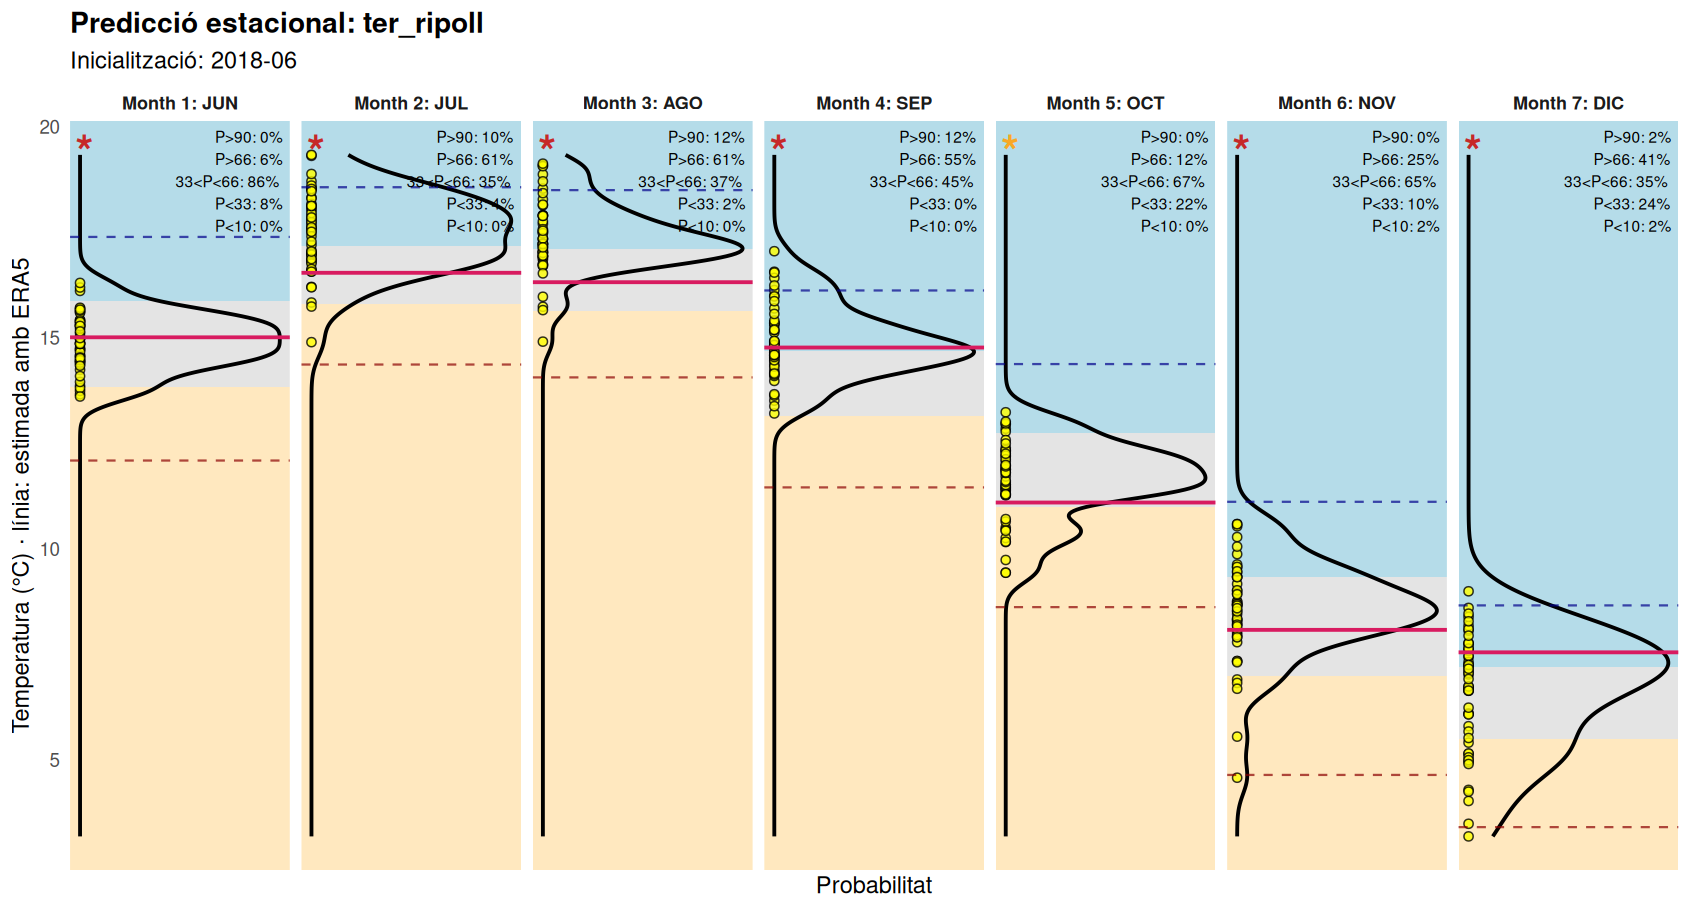 Predicció estacional: ter_ripoll
Inicialització: 2018-06
Month 1: JUN
Month 2: JUL
Month 3: AGO
Month 4: SEP
Month 5: OCT
Month 6: NOV
Month 7: DIC
Temperatura (°C) · línia: estimada amb ERA5
20
15
10
5
*
P>90: 0%
P>66: 6%
33<P<66: 86%
P<33: 8%
P<10: 0%
*
P>90: 10%
P>66: 61%
33<P<66: 35%
P<33: 4%
P<10: 0%
*
P>90: 12%
P>66: 61%
33<P<66: 37%
P<33: 2%
P<10: 0%
*
P>90: 12%
P>66: 55%
33<P<66: 45%
P<33: 0%
P<10: 0%
*
P>90: 0%
P>66: 12%
33<P<66: 67%
P<33: 22%
P<10: 0%
*
P>90: 0%
P>66: 25%
33<P<66: 65%
P<33: 10%
P<10: 2%
*
P>90: 2%
P>66: 41%
33<P<66: 35%
P<33: 24%
P<10: 2%
Probabilitat